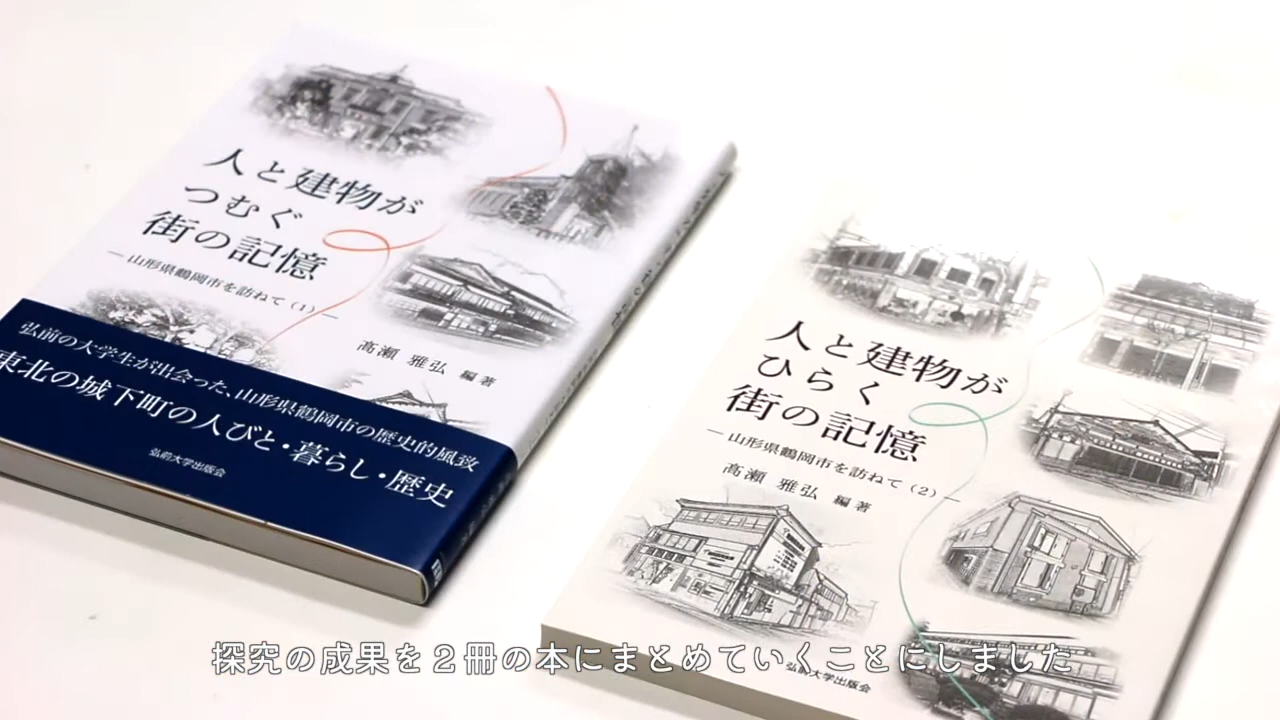 人と建物が
つむぐ
街の記憶
― 山形県鶴岡市を訪ねて（1）―
高瀬 雅弘 編著
弘前の大学生が出会った、山形県鶴岡市の歴史的風致
東北の城下町の人びと・暮らし・歴史
弘前大学出版会
人と建物が
ひらく
街の記憶
― 山形県鶴岡市を訪ねて（2）―
高瀬 雅弘 編著
弘前大学出版会
探究の成果を２冊の本にまとめていくことにしました